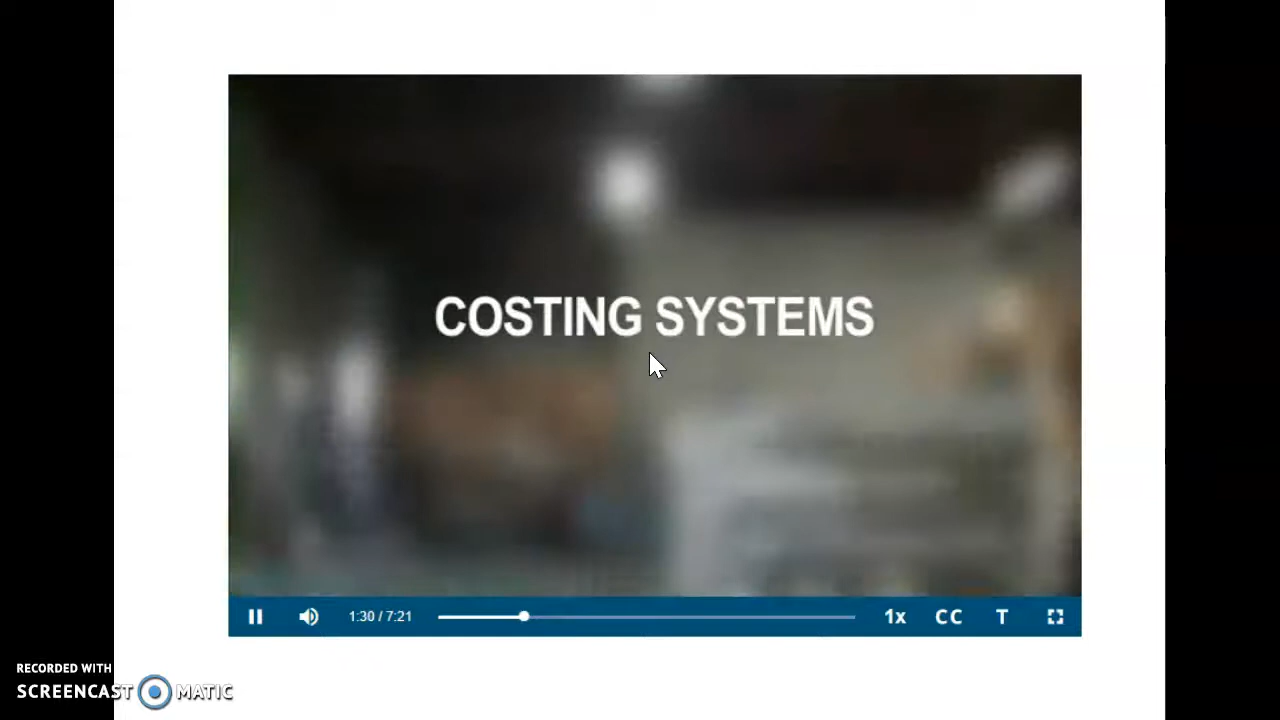 COSTING SYSTEMS
1:30 / 7:21
1x CC T
RECORDED WITH
SCREENCAST MATIC